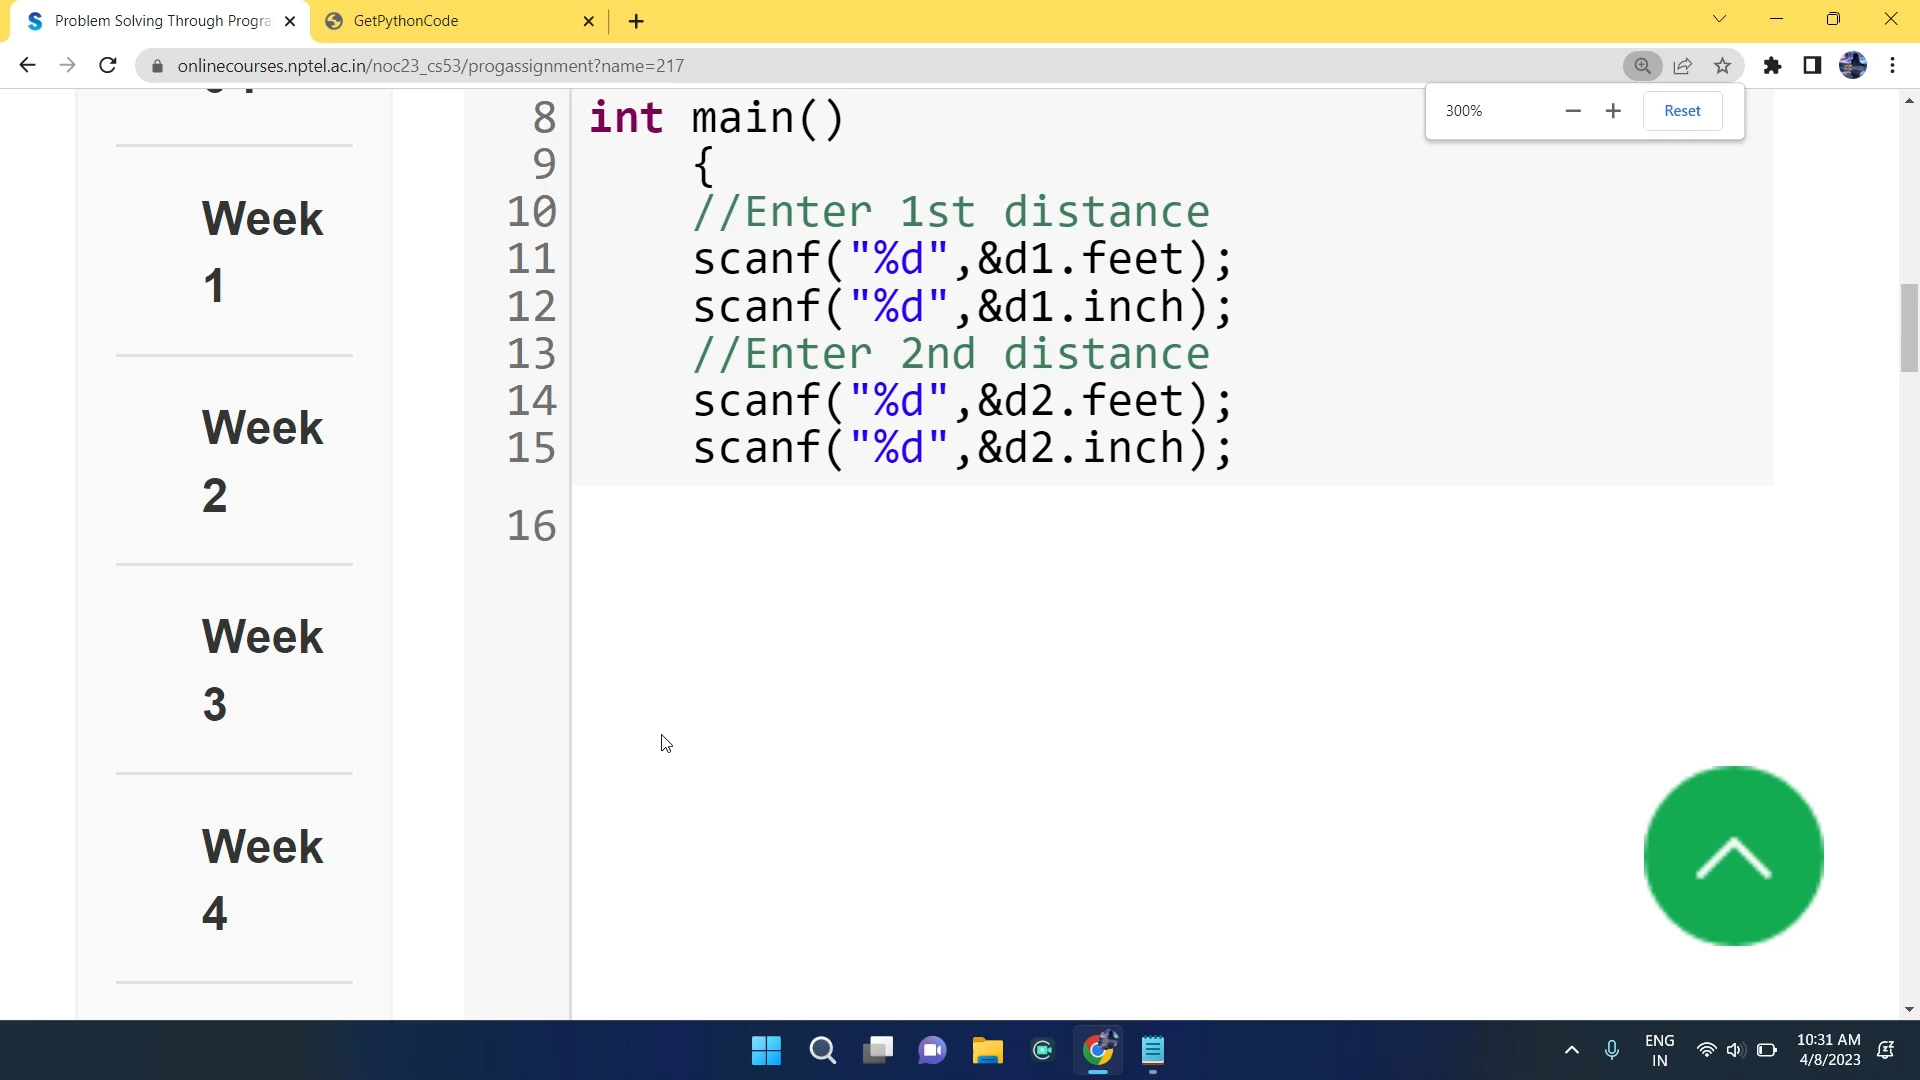 Problem Solving Through Progra
GetPythonCode
onlinecourses.nptel.ac.in/noc23_cs53/progassignment?name=217
300%
Reset
Week
1
Week
2
Week
3
Week
4
8 int main()
9 {
10 //Enter 1st distance
11 scanf("%d",&d1.feet);
12 scanf("%d",&d1.inch);
13 //Enter 2nd distance
14 scanf("%d",&d2.feet);
15 scanf("%d",&d2.inch);
16
ENG
IN
10:31 AM
4/8/2023